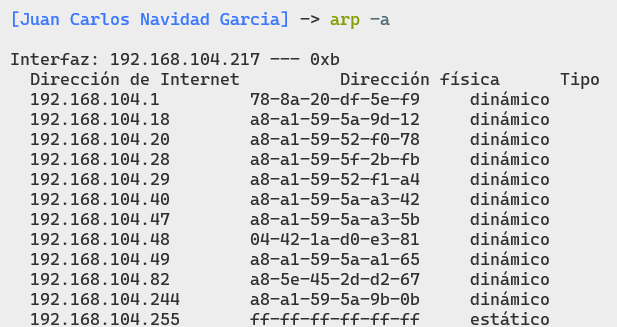 [Juan Carlos Navidad Garcia] -> arp -a
Interfaz: 192.168.104.217 --- 0xb
Dirección de Internet Dirección física Tipo
192.168.104.1 78-8a-20-df-5e-f9 dinámico
192.168.104.18 a8-a1-59-5a-9d-12 dinámico
192.168.104.20 a8-a1-59-52-f0-78 dinámico
192.168.104.28 a8-a1-59-5f-2b-fb dinámico
192.168.104.29 a8-a1-59-52-f1-a4 dinámico
192.168.104.40 a8-a1-59-5a-a3-42 dinámico
192.168.104.47 a8-a1-59-5a-a3-5b dinámico
192.168.104.48 04-42-1a-d0-e3-81 dinámico
192.168.104.49 a8-a1-59-5a-a1-65 dinámico
192.168.104.82 a8-5e-45-2d-d2-67 dinámico
192.168.104.244 a8-a1-59-5a-9b-0b dinámico
192.168.104.255 ff-ff-ff-ff-ff-ff estático